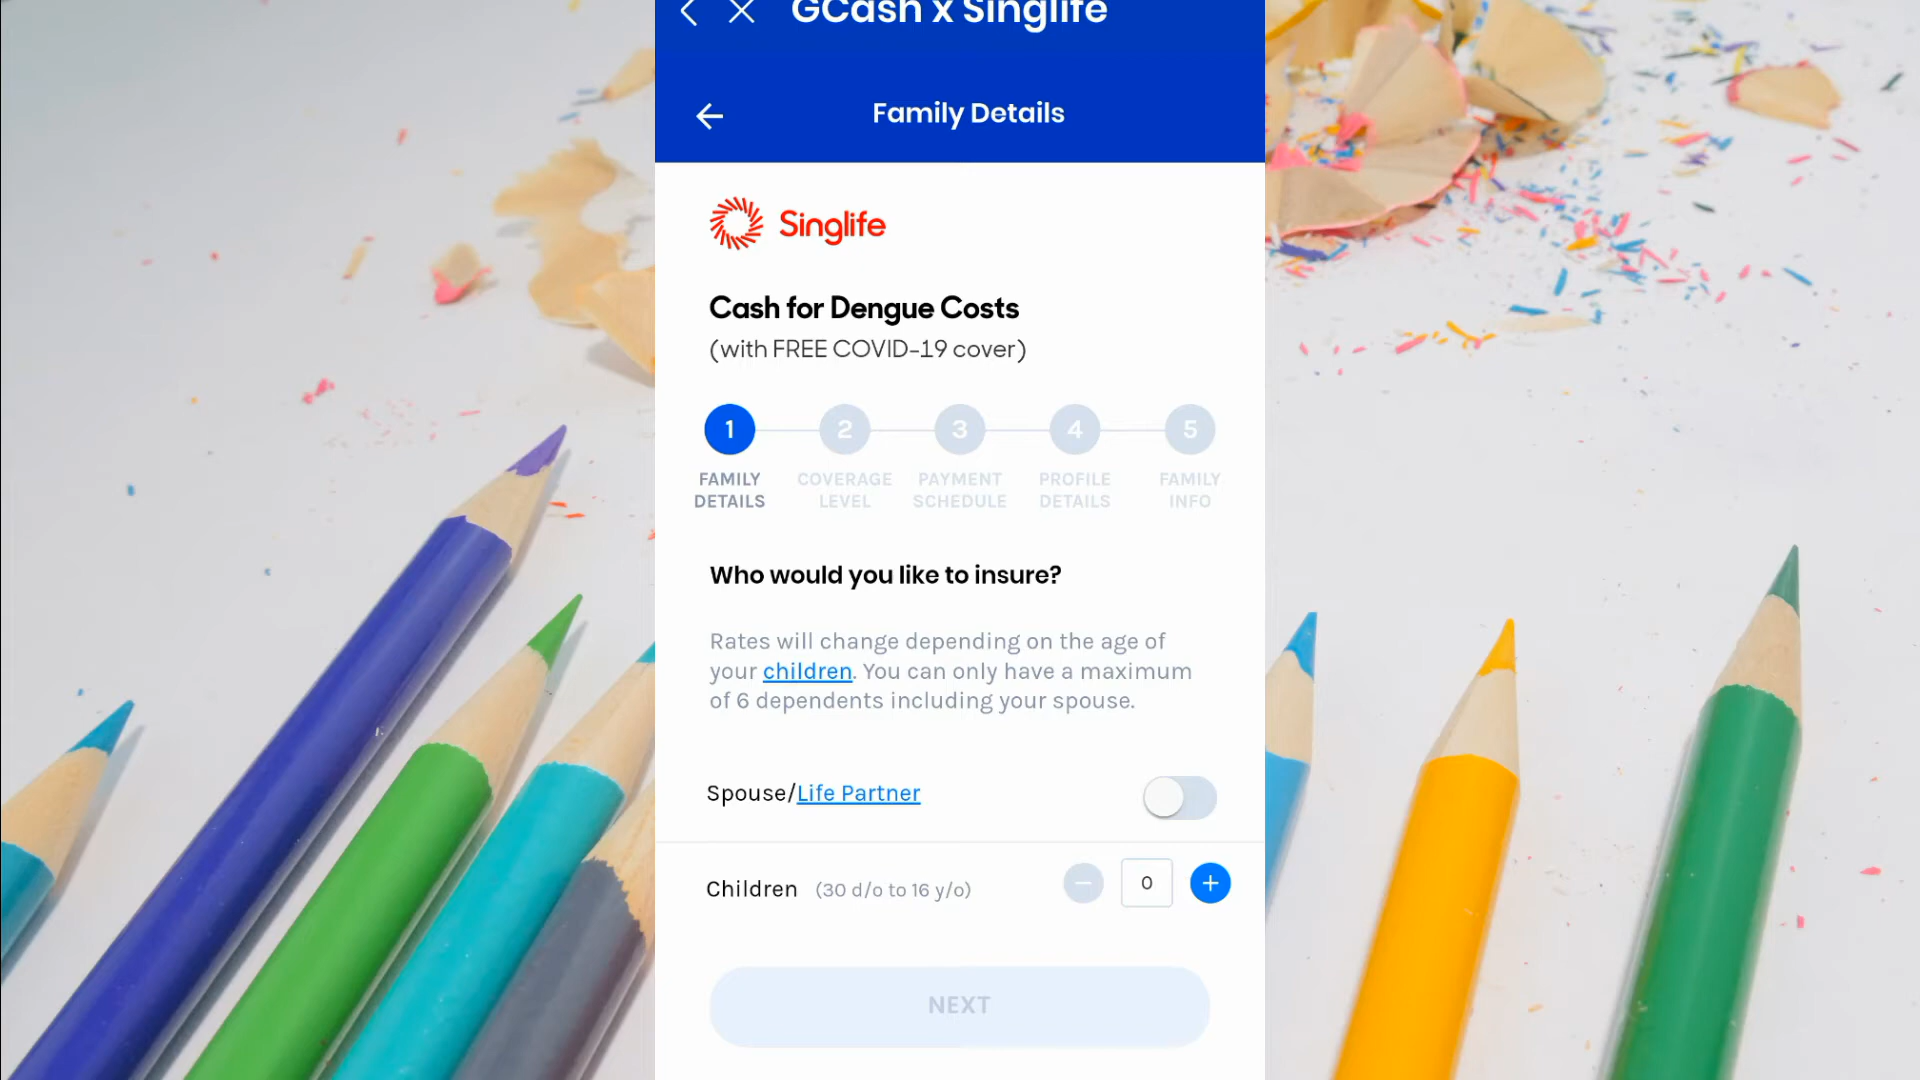 GCash x Singlife
Family Details
Singlife
Cash for Dengue Costs
(with FREE COVID-19 cover)
1 2 3 4 5
FAMILY DETAILS
COVERAGE LEVEL
PAYMENT SCHEDULE
PROFILE DETAILS
FAMILY INFO
Who would you like to insure?
Rates will change depending on the age of
your children. You can only have a maximum
of 6 dependents including your spouse.
Spouse/Life Partner
Children (30 d/o to 16 y/o) 0
NEXT